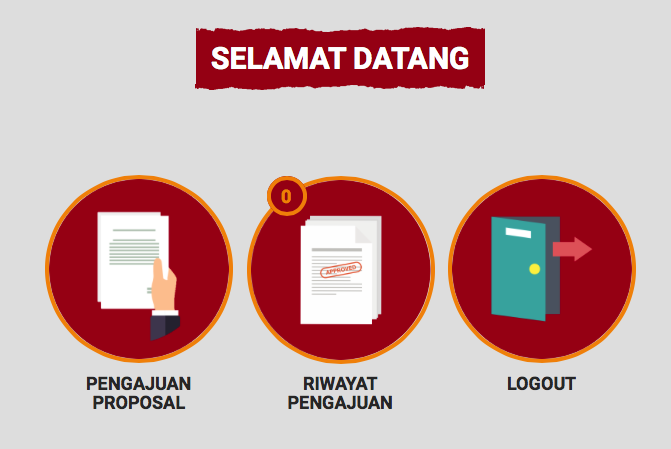 SELAMAT DATANG
0
APPROVED
PENGAJUAN
PROPOSAL
RIWAYAT
PENGAJUAN
LOGOUT